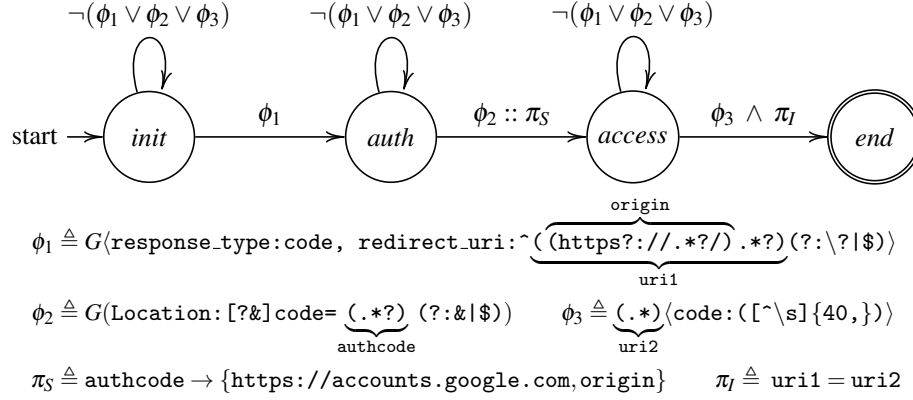 ¬(ϕ1 ∨ ϕ2 ∨ ϕ3) ¬(ϕ1 ∨ ϕ2 ∨ ϕ3) ¬(ϕ1 ∨ ϕ2 ∨ ϕ3)
start init ϕ1 auth ϕ2 :: πS access ϕ3 ∧ πI end
origin
ϕ1 ≜ G⟨response_type:code, redirect_uri:^((https?://.*?/).*?)(?:\?|$)⟩
uri1
ϕ2 ≜ G(Location:[?&]code=(.*?)(?:&|$)) ϕ3 ≜ (.*)⟨code:([^\s]{40,})⟩
authcode uri2
πS ≜ authcode → {https://accounts.google.com,origin} πI ≜ uri1 = uri2